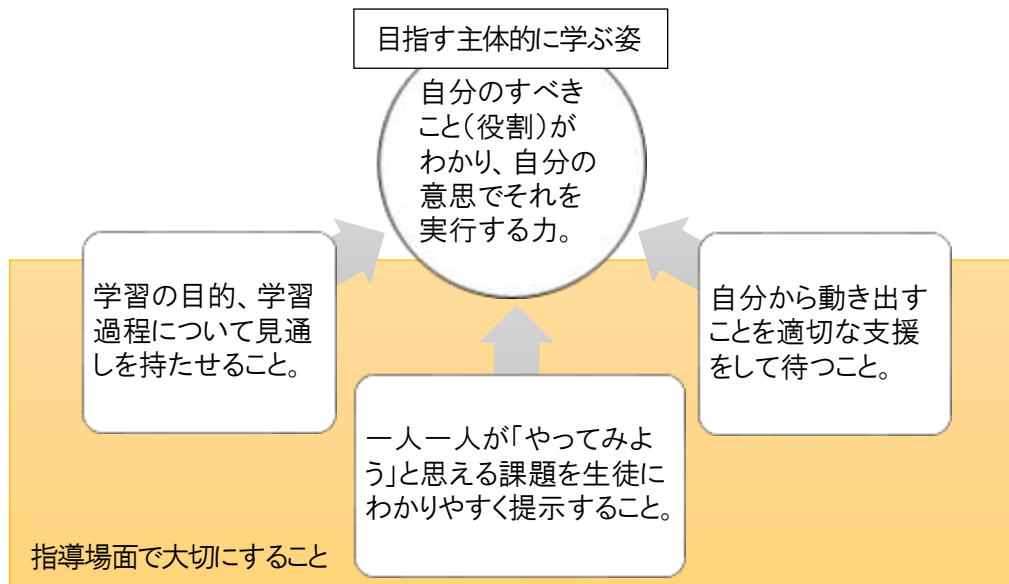 目指す主体的に学ぶ姿
自分のすべき
こと（役割）が
わかり、自分の
意思でそれを
実行する力。
学習の目的、学習
過程について見通
しを持たせること。
一人一人が「やってみよ
う」と思える課題を生徒に
わかりやすく提示すること。
自分から動き出す
ことを適切な支援
をして待つこと。
指導場面で大切にすること